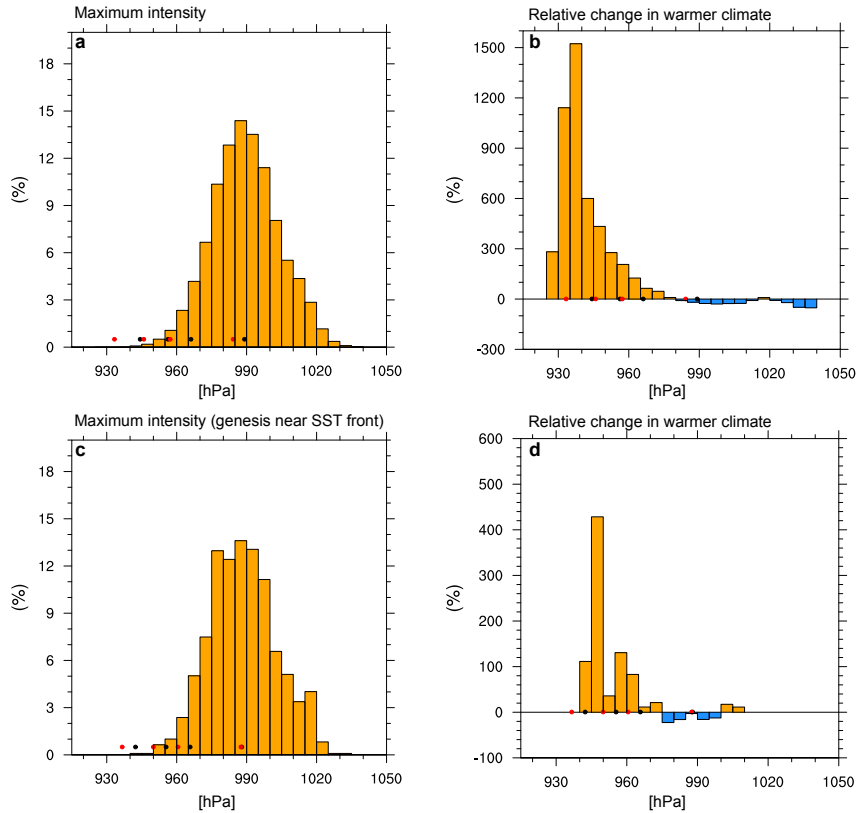 Maximum intensity
a
18
15
12
9
6
3
0
(%)
930 960 990 1020 1050
[hPa]
Relative change in warmer climate
b
1500
1200
900
600
300
0
-300
(%)
930 960 990 1020 1050
[hPa]
Maximum intensity (genesis near SST front)
c
18
15
12
9
6
3
0
(%)
930 960 990 1020 1050
[hPa]
Relative change in warmer climate
d
600
500
400
300
200
100
0
-100
(%)
930 960 990 1020 1050
[hPa]